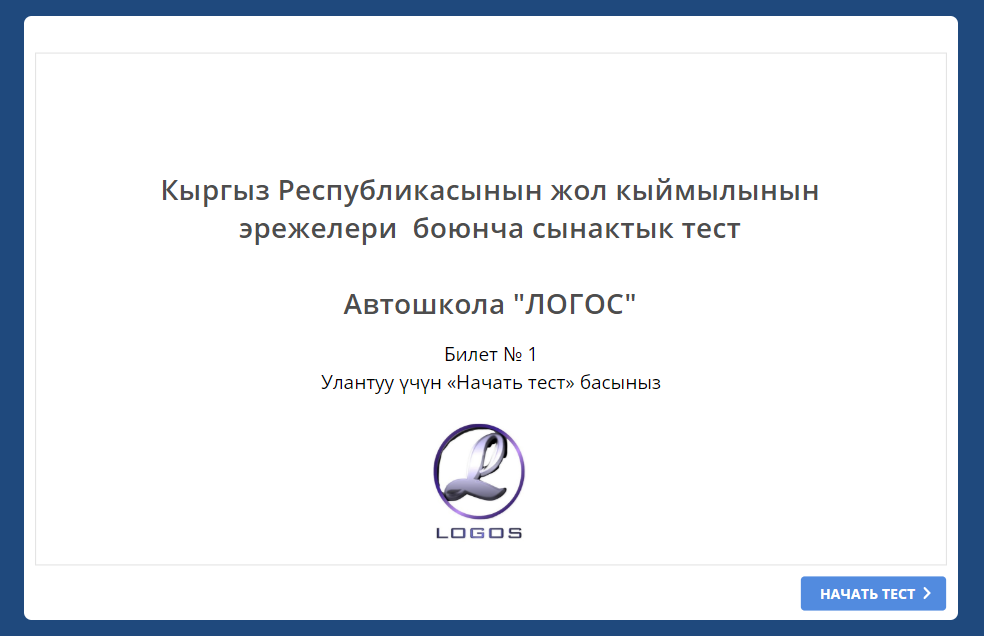 Кыргыз Республикасынын жол кыймылынын
эрежелери боюнча сынактык тест
Автошкола "ЛОГОС"
Билет № 1
Улантуу үчүн «Начать тест» басыныз
LOGOS
НАЧАТЬ ТЕСТ